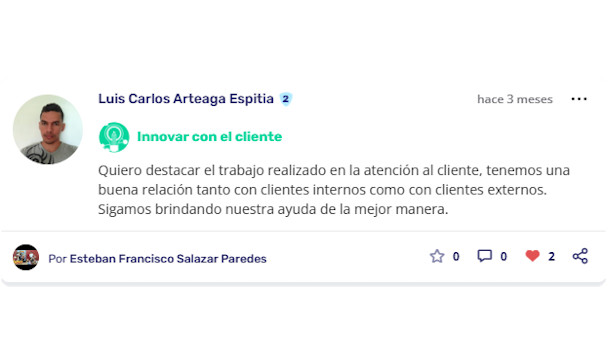 Luis Carlos Arteaga Espitia 2 hace 3 meses
Innovar con el cliente
Quiero destacar el trabajo realizado en la atención al cliente, tenemos una
buena relación tanto con clientes internos como con clientes externos.
Sigamos brindando nuestra ayuda de la mejor manera.
Por Esteban Francisco Salazar Paredes 0 0 2